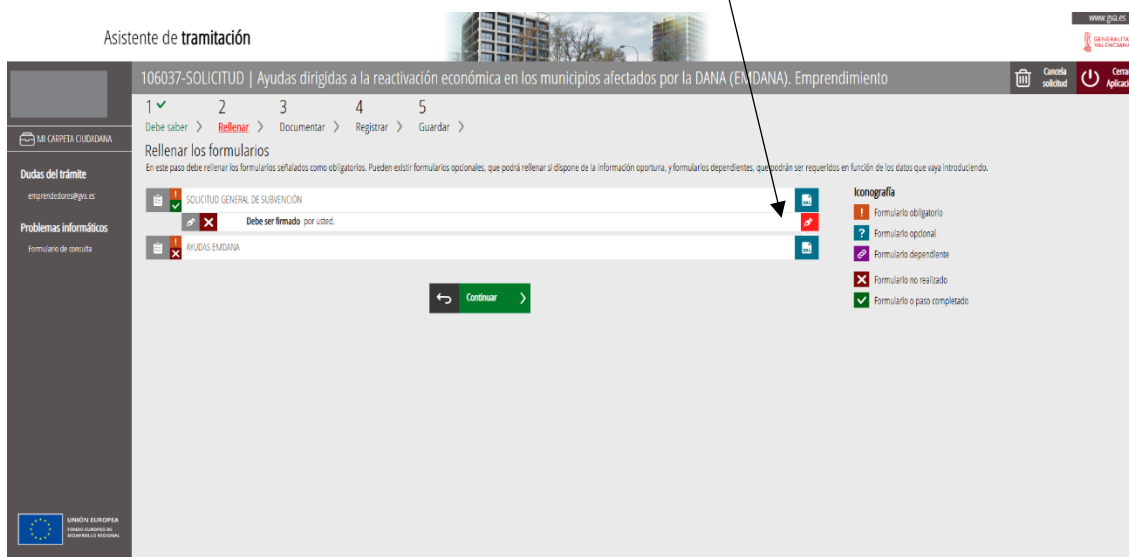 www.gva.es
Asistente de tramitación
GENERALITA
VALENCIANA
106037-SOLICITUD | Ayudas dirigidas a la reactivación económica en los municipios afectados por la DANA (EMDANA). Emprendimiento
Cancela
solicitud
Cerra
Aplicació
1 2 3 4 5
Debe saber > Rellenar > Documentar > Registrar > Guardar >
MI CARPETA CIUDADANA
Rellenar los formularios
En este paso debe rellenar los formularios señalados como obligatorios. Pueden existir formularios opcionales, que podrá rellenar si dispone de la información oportuna, y formularios dependientes, que podrán ser requeridos en función de los datos que vaya introduciendo.
Dudas del trámite
emprendedores@gva.es
Problemas informáticos
Formulario de consulta
SOLICITUD GENERAL DE SUBVENCIÓN
Debe ser firmado por usted.
AYUDAS EMDANA
Continuar
Iconografía
Formulario obligatorio
Formulario opcional
Formulario dependiente
Formulario no realizado
Formulario o paso completado
UNIÓN EUROPEA
FONDO EUROPEO DE
DESARROLLO REGIONAL